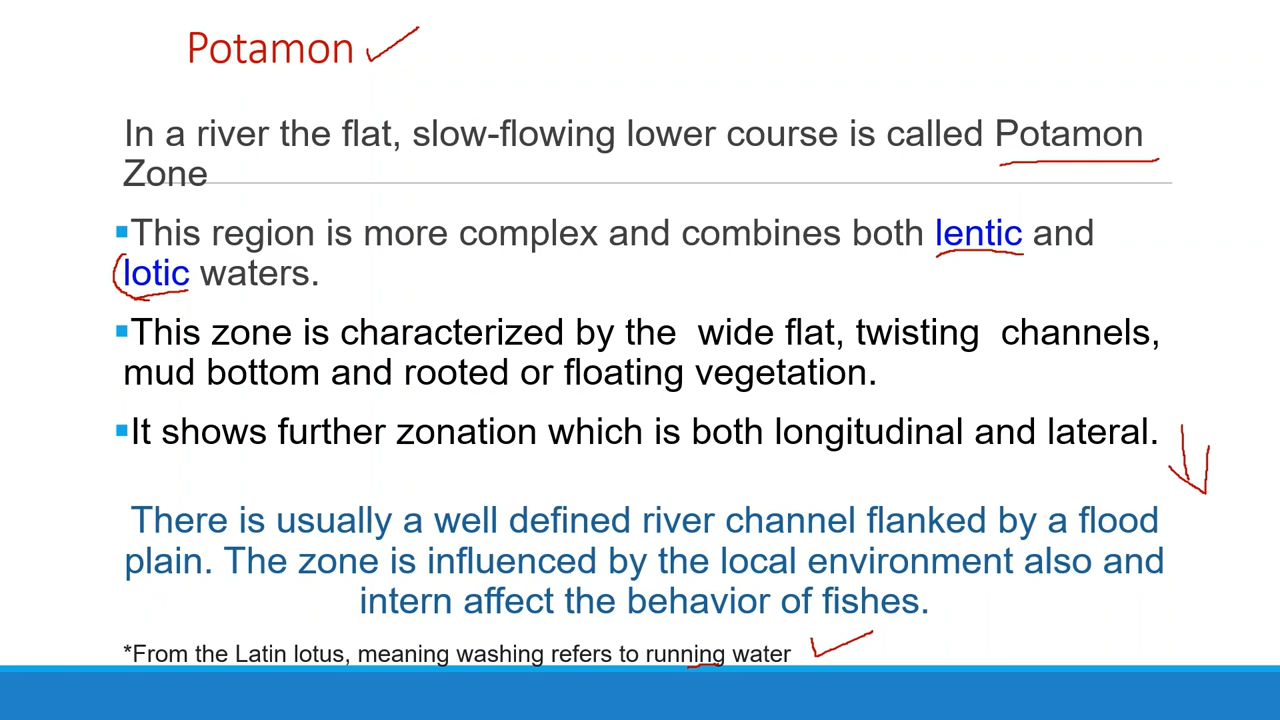 Potamon
In a river the flat, slow-flowing lower course is called Potamon
Zone
▪This region is more complex and combines both lentic and
lotic waters.
▪This zone is characterized by the wide flat, twisting channels,
mud bottom and rooted or floating vegetation.
▪It shows further zonation which is both longitudinal and lateral.
There is usually a well defined river channel flanked by a flood
plain. The zone is influenced by the local environment also and
intern affect the behavior of fishes.
*From the Latin lotus, meaning washing refers to running water